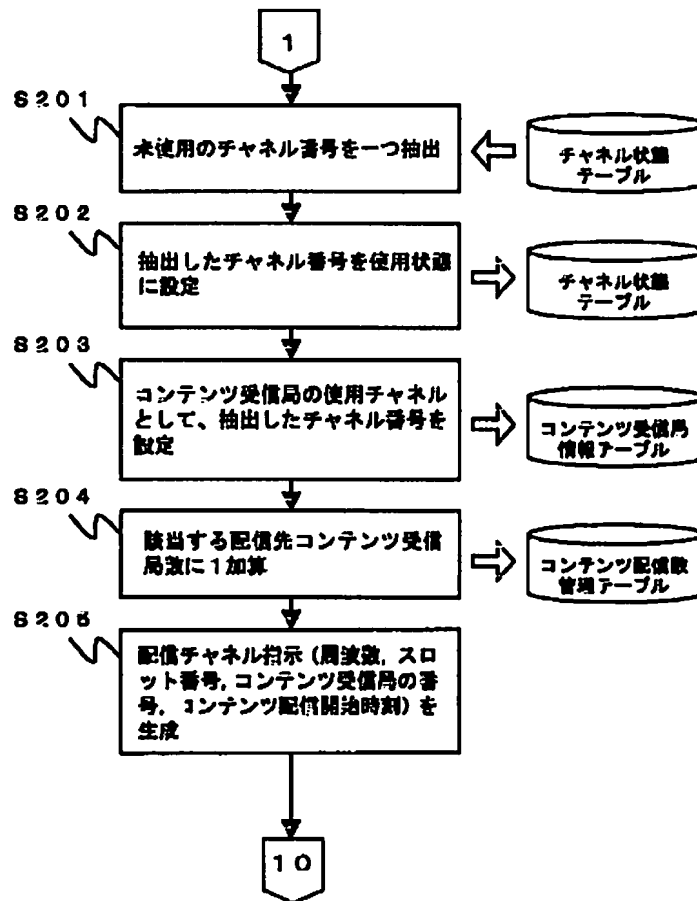 1
S201
未使用のチャネル番号を一つ抽出
チャネル状態
テーブル
S202
抽出したチャネル番号を使用状態
に設定
チャネル状態
テーブル
S203
コンテンツ受信局の使用チャネル
として、抽出したチャネル番号を
設定
コンテンツ受信局
情報テーブル
S204
該当する配信先コンテンツ受信
局数に1加算
コンテンツ配信数
管理テーブル
S205
配信チャネル指示(周波数, スロ
ット番号, コンテンツ受信局の番
号, コンテンツ配信開始時刻)を
生成
10